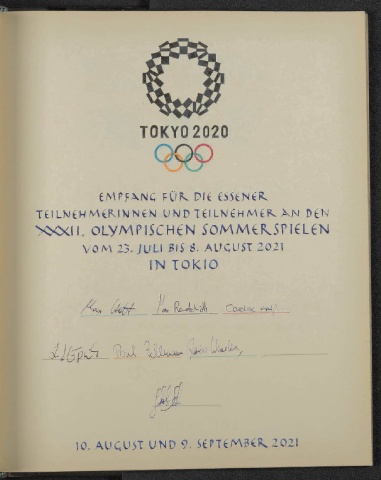 TOKYO 2020
EMPFANG FÜR DIE ESSENER
TEILNEHMERINNEN UND TEILNEHMER AN DEN
XXXII. OLYMPISCHEN SOMMERSPIELEN
VOM 23. JULI BIS 8. AUGUST 2021
IN TOKIO
Max
10. AUGUST UND 9. SEPTEMBER 2021